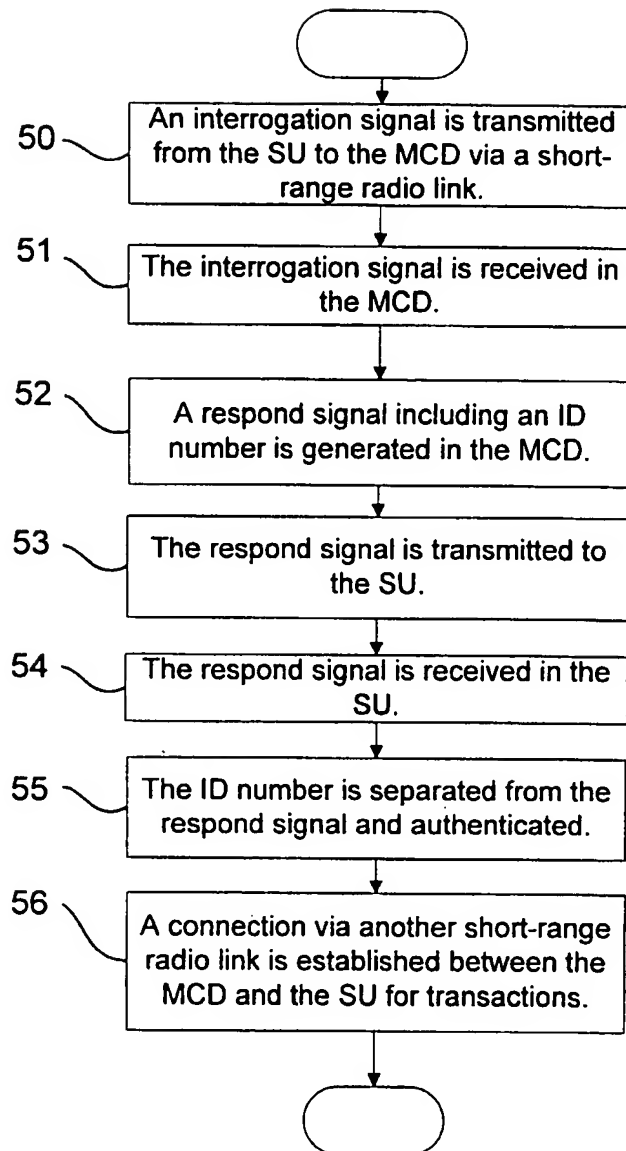 50
An interrogation signal is transmitted
from the SU to the MCD via a short-
range radio link.
51
The interrogation signal is received in
the MCD.
52
A respond signal including an ID
number is generated in the MCD.
53
The respond signal is transmitted to
the SU.
54
The respond signal is received in the
SU.
55
The ID number is separated from the
respond signal and authenticated.
56
A connection via another short-range
radio link is established between the
MCD and the SU for transactions.